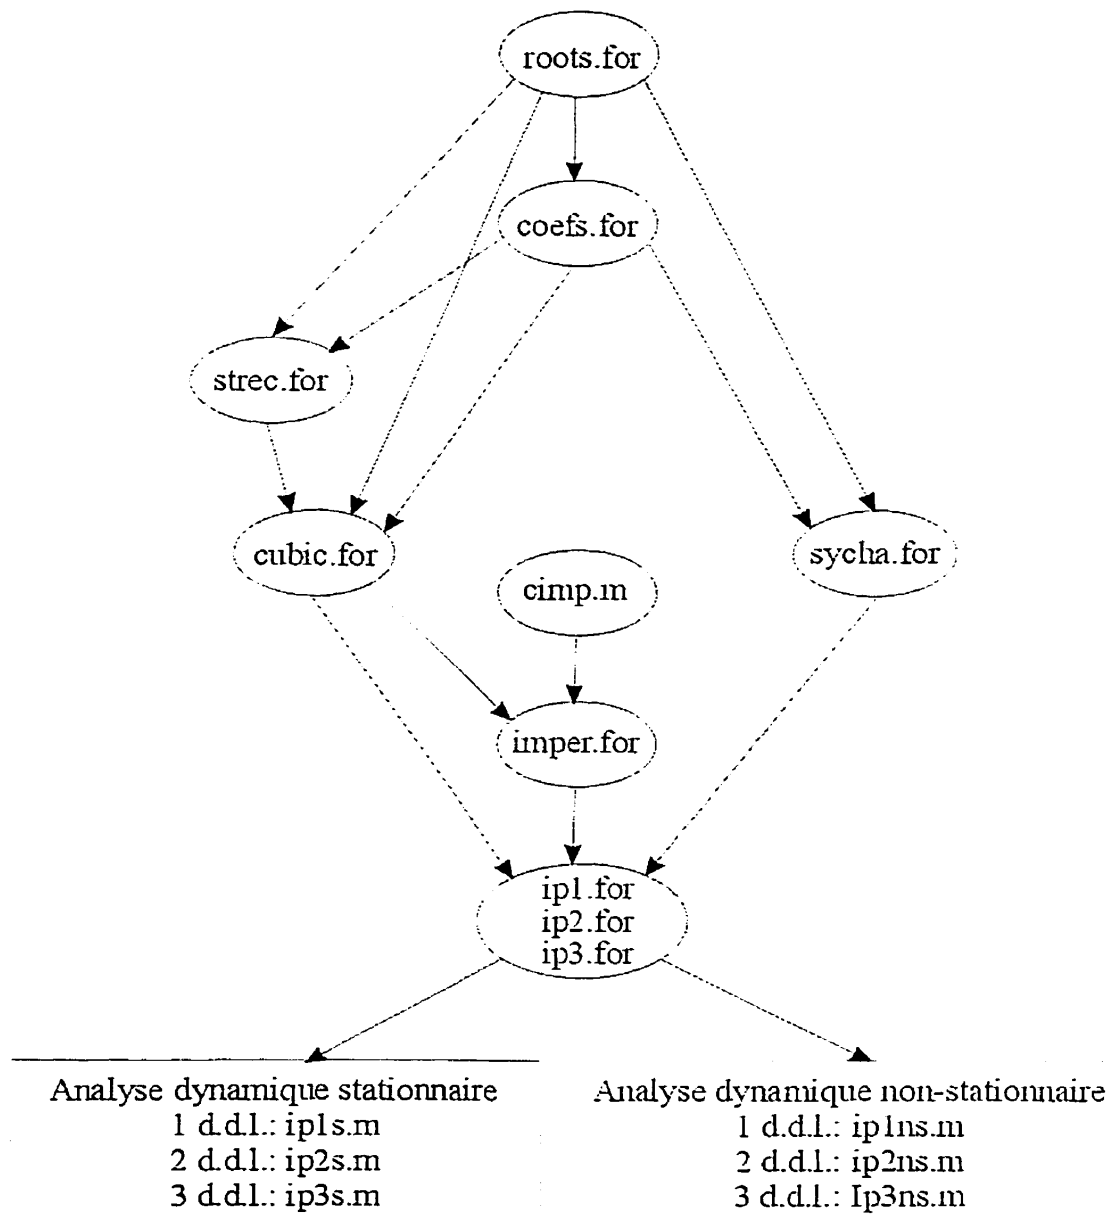 roots.for
coefs.for
strec.for
cubic.for
sycha.for
cimp.m
imper.for
ip1.for
ip2.for
ip3.for
Analyse dynamique stationnaire
1 d.d.l.: ip1s.m
2 d.d.l.: ip2s.m
3 d.d.l.: ip3s.m
Analyse dynamique non-stationnaire
1 d.d.l.: ip1ns.m
2 d.d.l.: ip2ns.m
3 d.d.l.: Ip3ns.m